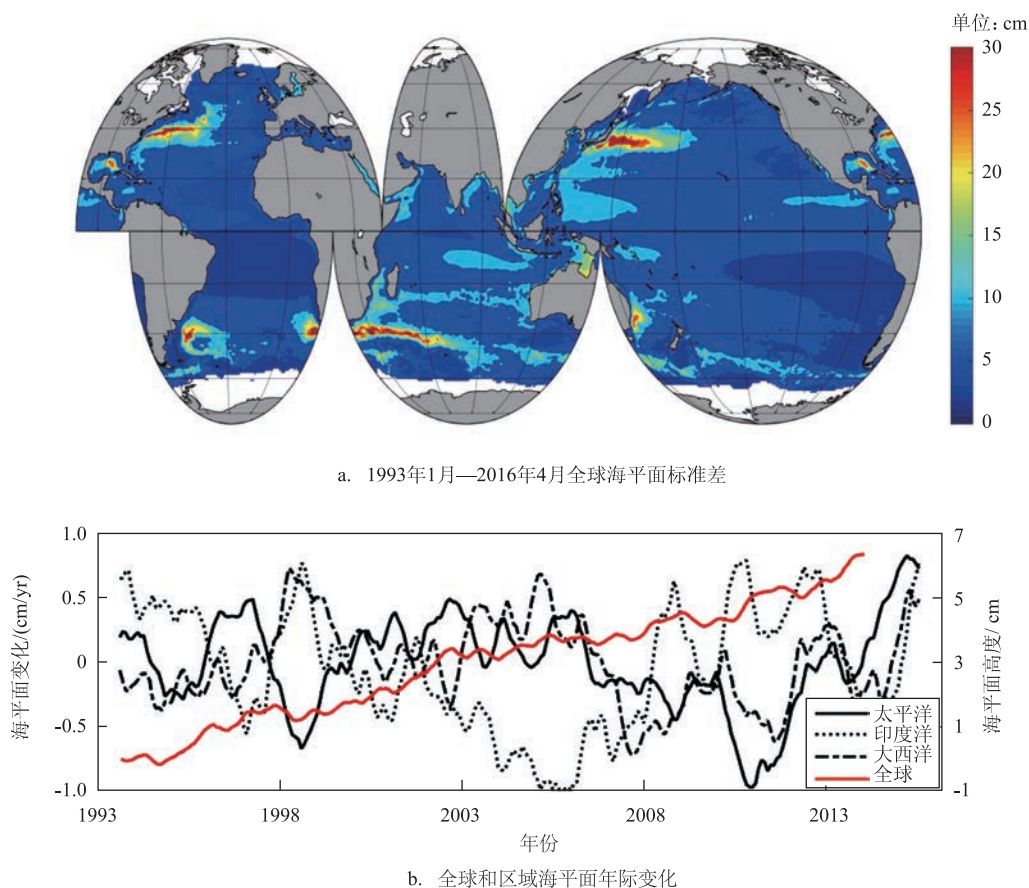 单位：cm
30
25
20
15
10
5
0
a. 1993年1月—2016年4月全球海平面标准差
1.0
0.5
0
-0.5
-1.0
海平面变化/(cm/yr)
7
5
3
1
-1
海平面高度/ cm
太平洋
印度洋
大西洋
全球
1993 1998 2003 2008 2013
年份
b. 全球和区域海平面年际变化